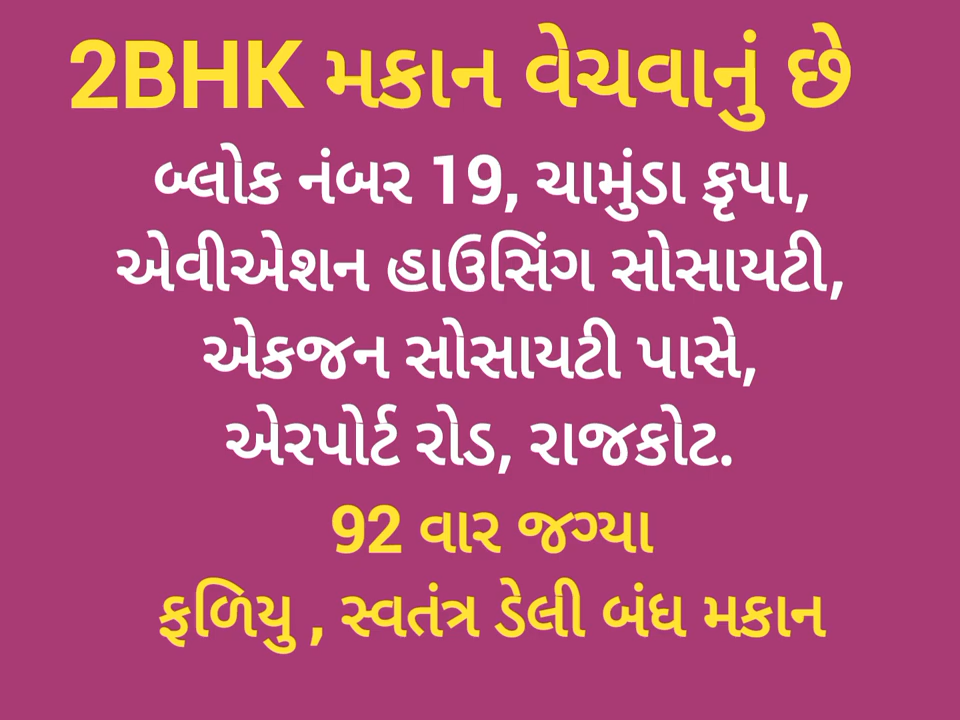 2BHK મકાન વેચવાનું છે
બ્લોક નંબર 19, ચામુંડા કૃપા,
એવીએશન હાઉસિંગ સોસાયટી,
એકજન સોસાયટી પાસે,
એરપોર્ટ રોડ, રાજકોટ.
92 વાર જગ્યા
ફળિયુ , સ્વતંત્ર ડેલી બંધ મકાન